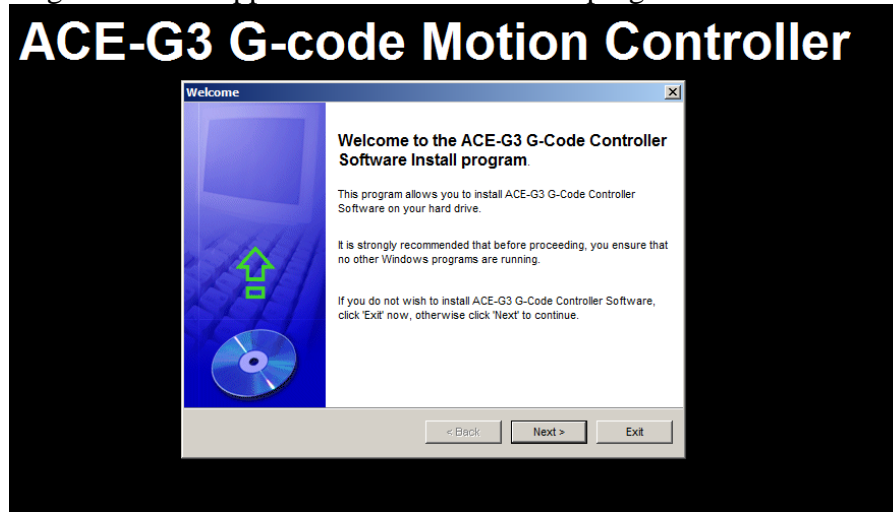 ACE-G3 G-code Motion Controller
Welcome
Welcome to the ACE-G3 G-Code Controller
Software Install program.
This program allows you to install ACE-G3 G-Code Controller
Software on your hard drive.
It is strongly recommended that before proceeding, you ensure that
no other Windows programs are running.
If you do not wish to install ACE-G3 G-Code Controller Software,
click 'Exit' now, otherwise click 'Next' to continue.
< Back Next > Exit